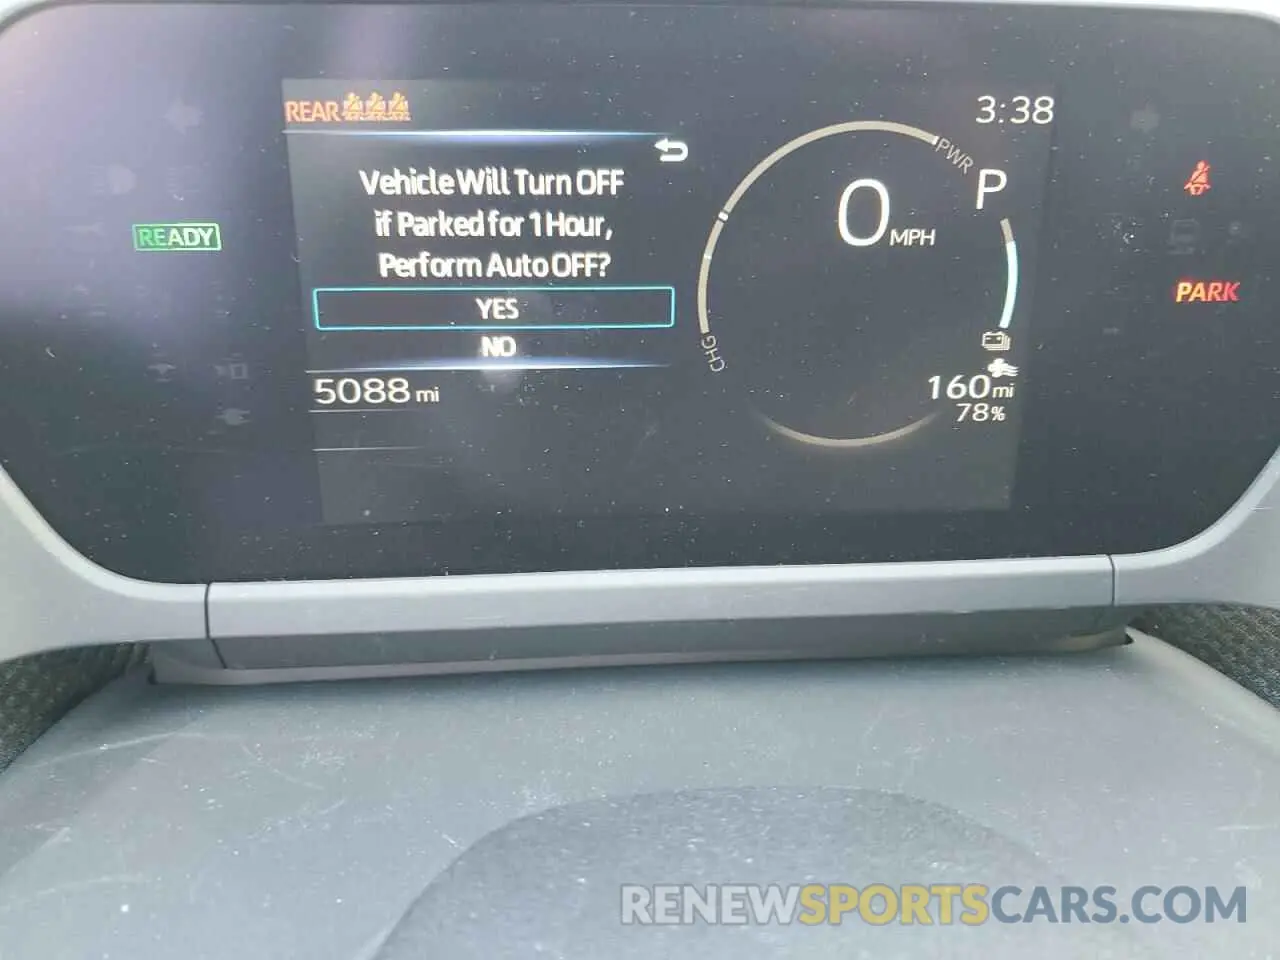 REAR
3:38
Vehicle Will Turn OFF
if Parked for 1 Hour,
Perform Auto OFF?
YES
NO
READY
PWR
P
0 MPH
CHG
PARK
5088 mi
160 mi
78%
RENEWSPORTSCARS.COM